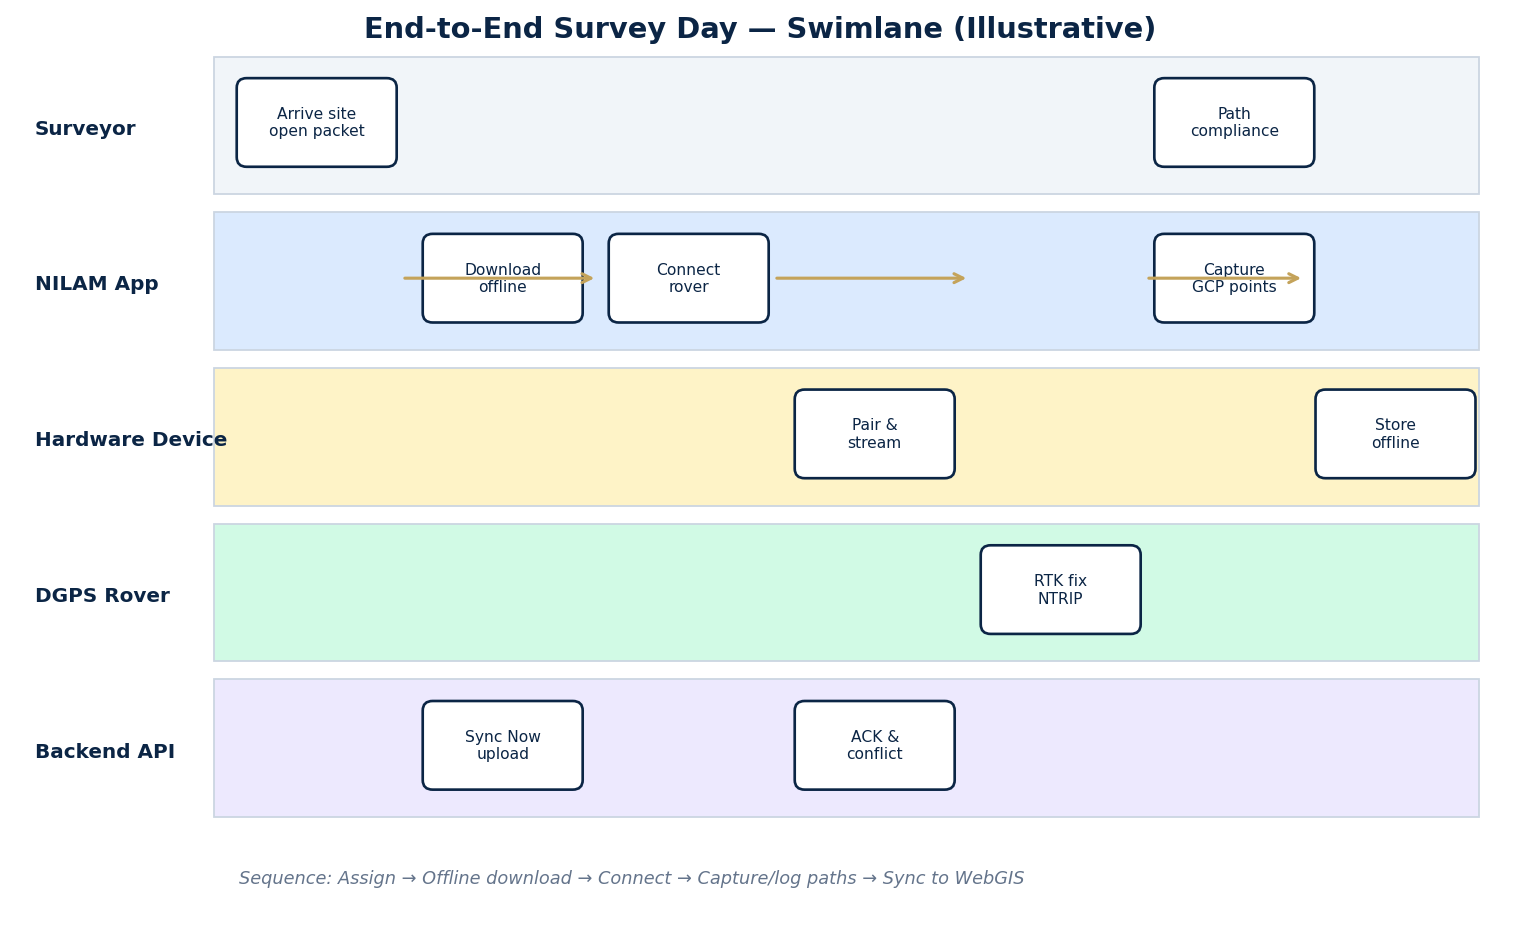 End-to-End Survey Day — Swimlane (Illustrative)
Surveyor
Arrive site
open packet
Path
compliance
NILAM App
Download
offline
Connect
rover
Capture
GCP points
Hardware Device
Pair &
stream
Store
offline
DGPS Rover
RTK fix
NTRIP
Backend API
Sync Now
upload
ACK &
conflict
Sequence: Assign → Offline download → Connect → Capture/log paths → Sync to WebGIS